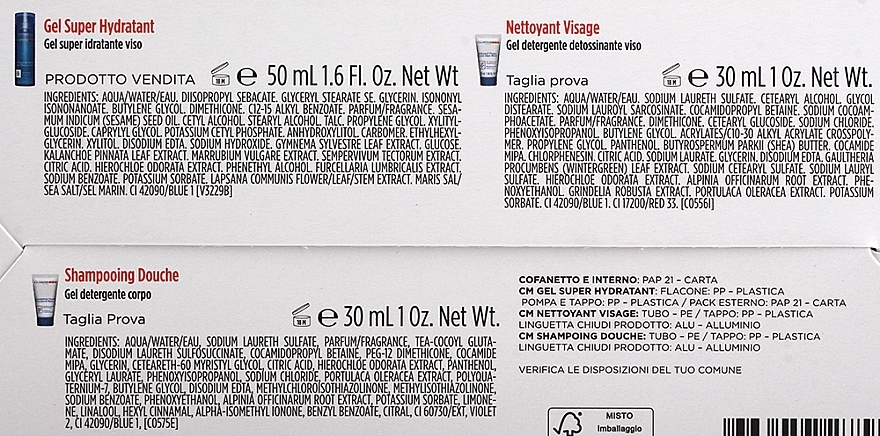 Gel Super Hydratant
Gel super idratante viso
PRODOTTO VENDITA 18 M e 50 mL 1.6 Fl. Oz. Net Wt
INGREDIENTS: AQUA/WATER/EAU. DIISOPROPYL SEBACATE. GLYCERYL STEARATE SE. GLYCERIN. ISONONYL
ISONONANOATE. BUTYLENE GLYCOL. DIMETHICONE. C12-15 ALKYL BENZOATE. PARFUM/FRAGRANCE. SESA-
MUM INDICUM (SESAME) SEED OIL. CETYL ALCOHOL. STEARYL ALCOHOL. TALC. PROPYLENE GLYCOL. XYLITYL-
GLUCOSIDE. CAPRYLYL GLYCOL. POTASSIUM CETYL PHOSPHATE. ANHYDROXYLITOL. CARBOMER. ETHYLHEXYL-
GLYCERIN. XYLITOL. DISODIUM EDTA. SODIUM HYDROXIDE. GYMNEMA SYLVESTRE LEAF EXTRACT. GLUCOSE.
KALANCHOE PINNATA LEAF EXTRACT. MARRUBIUM VULGARE EXTRACT. SEMPERVIVUM TECTORUM EXTRACT.
CITRIC ACID. HIEROCHLOE ODORATA EXTRACT. PHENETHYL ALCOHOL. FURCELLARIA LUMBRICALIS EXTRACT.
SODIUM BENZOATE. POTASSIUM SORBATE. LAPSANA COMMUNIS FLOWER/LEAF/STEM EXTRACT. MARIS SAL/
SEA SALT/SEL MARIN. CI 42090/BLUE 1 [V3229B]
Nettoyant Visage
Gel detergente detossinante viso
Taglia prova 18 M e 30 mL 1 Oz. Net Wt
INGREDIENTS: AQUA/WATER/EAU. SODIUM LAURETH SULFATE. CETEARYL ALCOHOL. GLYCOL
DISTEARATE. SODIUM LAUROYL SARCOSINATE. COCAMIDOPROPYL BETAINE. SODIUM COCOAM-
PHOACETATE. PARFUM/FRAGRANCE. DIMETHICONE. CETEARYL GLUCOSIDE. SODIUM CHLORIDE.
PHENOXYISOPROPANOL. BUTYLENE GLYCOL. ACRYLATES/C10-30 ALKYL ACRYLATE CROSSPOLY-
MER. PROPYLENE GLYCOL. PANTHENOL. BUTYROSPERMUM PARKII (SHEA) BUTTER. COCAMIDE
MIPA. CHLORPHENESIN. CITRIC ACID. SODIUM LAURATE. GLYCERIN. DISODIUM EDTA. GAULTHERIA
PROCUMBENS (WINTERGREEN) LEAF EXTRACT. SODIUM CETEARYL SULFATE. SODIUM LAURYL
SULFATE. HIEROCHLOE ODORATA EXTRACT. ALPINIA OFFICINARUM ROOT EXTRACT. PHE-
NOXYETHANOL. GRINDELIA ROBUSTA EXTRACT. PORTULACA OLERACEA EXTRACT. POTASSIUM
SORBATE. CI 42090/BLUE 1. CI 17200/RED 33. [C0556I]
Shampooing Douche
Gel detergente corpo
Taglia Prova 18 M e 30 mL 1 Oz. Net Wt.
INGREDIENTS: AQUA/WATER/EAU, SODIUM LAURETH SULFATE, PARFUM/FRAGRANCE, TEA-COCOYL GLUTA-
MATE, DISODIUM LAURETH SULFOSUCCINATE, COCAMIDOPROPYL BETAINE, PEG-12 DIMETHICONE, COCAMIDE
MIPA, GLYCERIN, CETEARETH-60 MYRISTYL GLYCOL, CITRIC ACID, HIEROCHLOE ODORATA EXTRACT, PANTHENOL,
GLYCERYL LAURATE, PHENOXYISOPROPANOL, SODIUM CHLORIDE, PORTULACA OLERACEA EXTRACT, POLYQUA-
TERNIUM-7, BUTYLENE GLYCOL, DISODIUM EDTA, METHYLCHLOROISOTHIAZOLINONE, METHYLISOTHIAZOLINONE,
SODIUM BENZOATE, PHENOXYETHANOL, ALPINIA OFFICINARUM ROOT EXTRACT, POTASSIUM SORBATE, LIMONE-
NE, LINALOOL, HEXYL CINNAMAL, ALPHA-ISOMETHYL IONONE, BENZYL BENZOATE, CITRAL, CI 60730/EXT, VIOLET
2, CI 42090/BLUE 1, [C0575E]
COFANETTO E INTERNO: PAP 21 - CARTA
CM GEL SUPER HYDRATANT: FLACONE: PP - PLASTICA
POMPA E TAPPO: PP - PLASTICA / PACK ESTERNO: PAP 21 - CARTA
CM NETTOYANT VISAGE: TUBO - PE / TAPPO: PP - PLASTICA
LINGUETTA CHIUDI PRODOTTO: ALU - ALLUMINIO
CM SHAMPOING DOUCHE: TUBO - PE / TAPPO: PP - PLASTICA
LINGUETTA CHIUDI PRODOTTO: ALU - ALLUMINIO
VERIFICA LE DISPOSIZIONI DEL TUO COMUNE
MISTO
Imballaggio